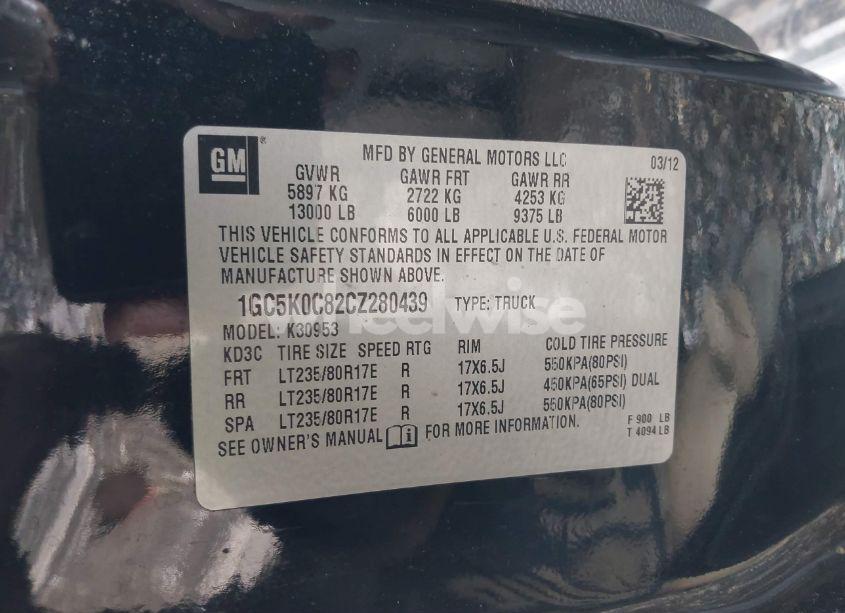 GM®
MFD BY GENERAL MOTORS LLC 03/12
GVWR GAWR FRT GAWR RR
5897 KG 2722 KG 4253 KG
13000 LB 6000 LB 9375 LB
THIS VEHICLE CONFORMS TO ALL APPLICABLE U.S. FEDERAL MOTOR
VEHICLE SAFETY STANDARDS IN EFFECT ON THE DATE OF
MANUFACTURE SHOWN ABOVE.
1GC5K0C82CZ280439 TYPE: TRUCK
MODEL: K30953
KD3C TIRE SIZE SPEED RTG RIM COLD TIRE PRESSURE
FRT LT235/80R17E R 17X6.5J 550KPA(80PSI)
RR LT235/80R17E R 17X6.5J 450KPA(65PSI) DUAL
SPA LT235/80R17E R 17X6.5J 550KPA(80PSI)
SEE OWNER'S MANUAL FOR MORE INFORMATION.
F 900 LB
T 4094 LB